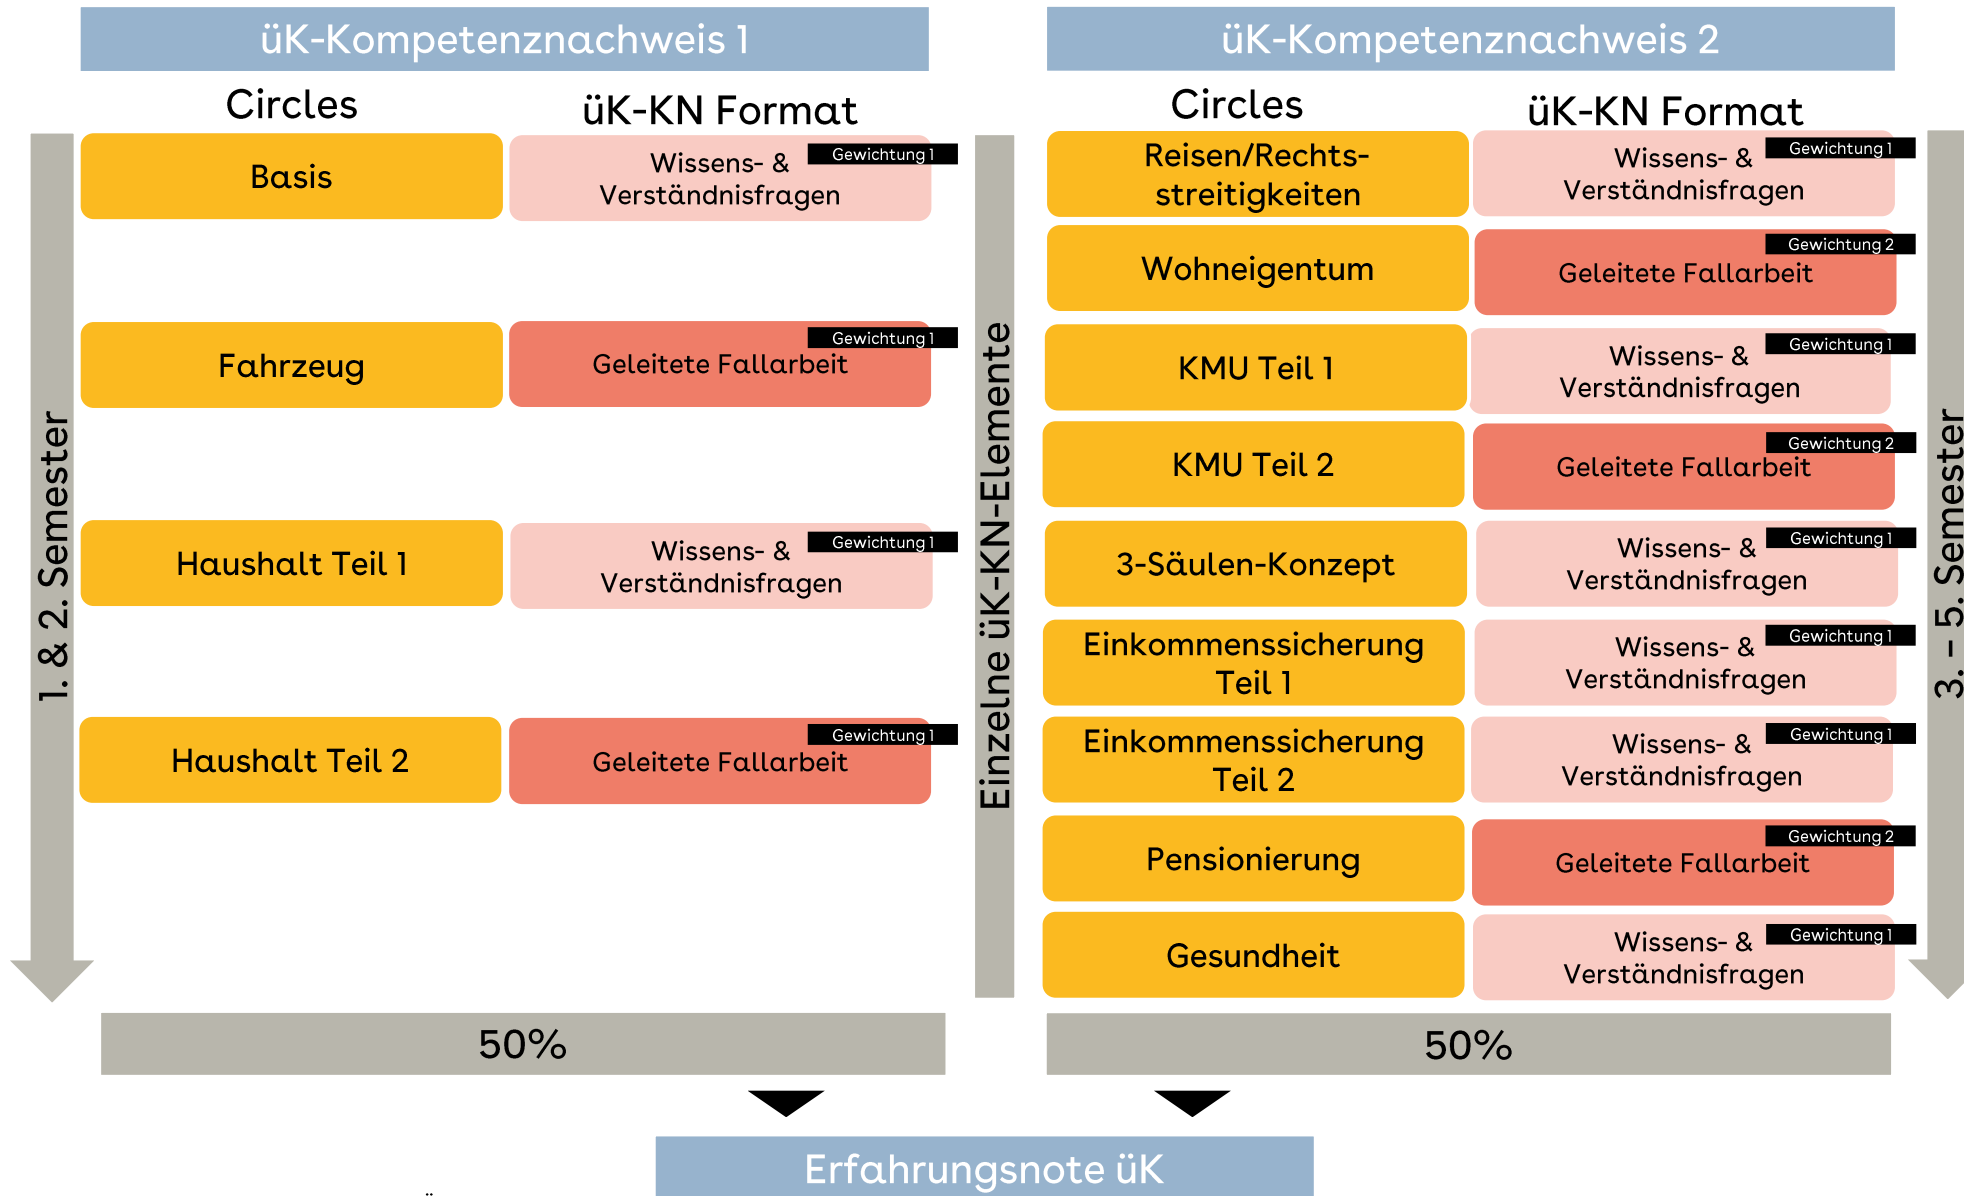 üK-Kompetenznachweis 1
Circles
üK-KN Format
1. & 2. Semester
Basis
Gewichtung 1
Wissens- &
Verständnisfragen
Fahrzeug
Gewichtung 1
Geleitete Fallarbeit
Haushalt Teil 1
Gewichtung 1
Wissens- &
Verständnisfragen
Haushalt Teil 2
Gewichtung 1
Geleitete Fallarbeit
50%
Einzelne üK-KN-Elemente
üK-Kompetenznachweis 2
Circles
üK-KN Format
Reisen/Rechts-
streitigkeiten
Gewichtung 1
Wissens- &
Verständnisfragen
Wohneigentum
Gewichtung 2
Geleitete Fallarbeit
KMU Teil 1
Gewichtung 1
Wissens- &
Verständnisfragen
KMU Teil 2
Gewichtung 2
Geleitete Fallarbeit
3-Säulen-Konzept
Gewichtung 1
Wissens- &
Verständnisfragen
Einkommenssicherung
Teil 1
Gewichtung 1
Wissens- &
Verständnisfragen
Einkommenssicherung
Teil 2
Gewichtung 1
Wissens- &
Verständnisfragen
Pensionierung
Gewichtung 2
Geleitete Fallarbeit
Gesundheit
Gewichtung 1
Wissens- &
Verständnisfragen
3. – 5. Semester
50%
Erfahrungsnote üK